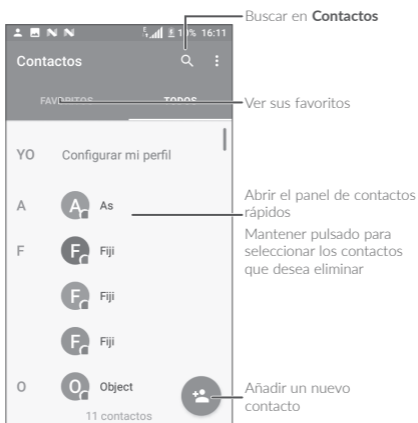 Buscar en Contactos
10% 16:11
Contactos
FAVORITOS TODOS
Ver sus favoritos
YO Configurar mi perfil
A A As
Abrir el panel de contactos
rápidos
Mantener pulsado para
seleccionar los contactos
que desea eliminar
F F Fiji
F Fiji
F Fiji
O O Object
Añadir un nuevo
contacto
11 contactos